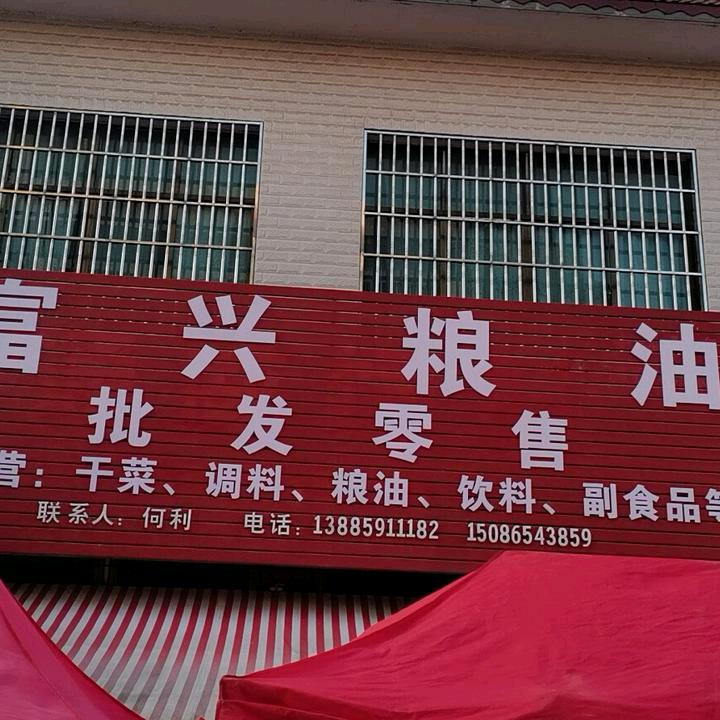 富兴粮油
批发零售
营：干菜、调料、粮油、饮料、副食品等
联系人：何利 电话：13885911182 15086543859